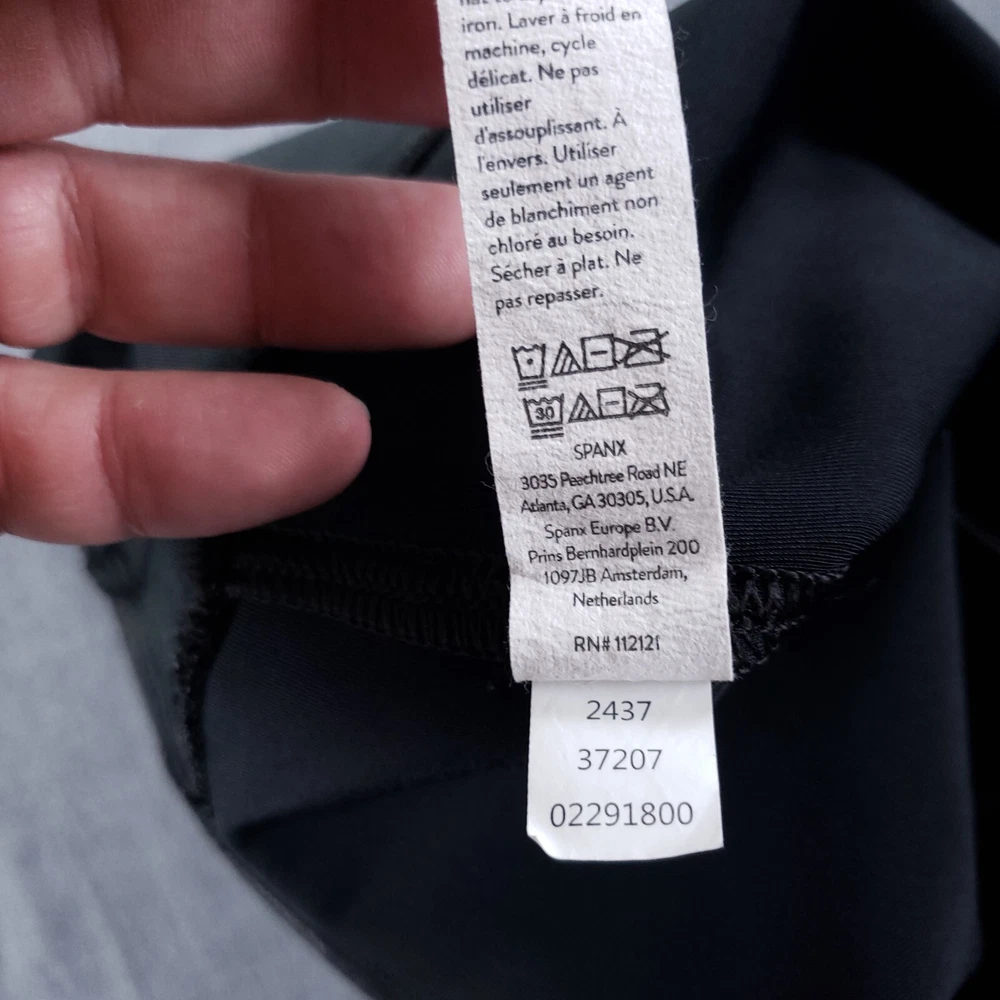 iron. Laver à froid en
machine, cycle
délicat. Ne pas
utiliser
d'assouplissant. À
l'envers. Utiliser
seulement un agent
de blanchiment non
chloré au besoin.
Sécher à plat. Ne
pas repasser.
30
SPANX
3035 Peachtree Road NE
Atlanta, GA 30305, U.S.A.
Spanx Europe B.V.
Prins Bernhardplein 200
1097JB Amsterdam,
Netherlands
RN# 112121
2437
37207
02291800